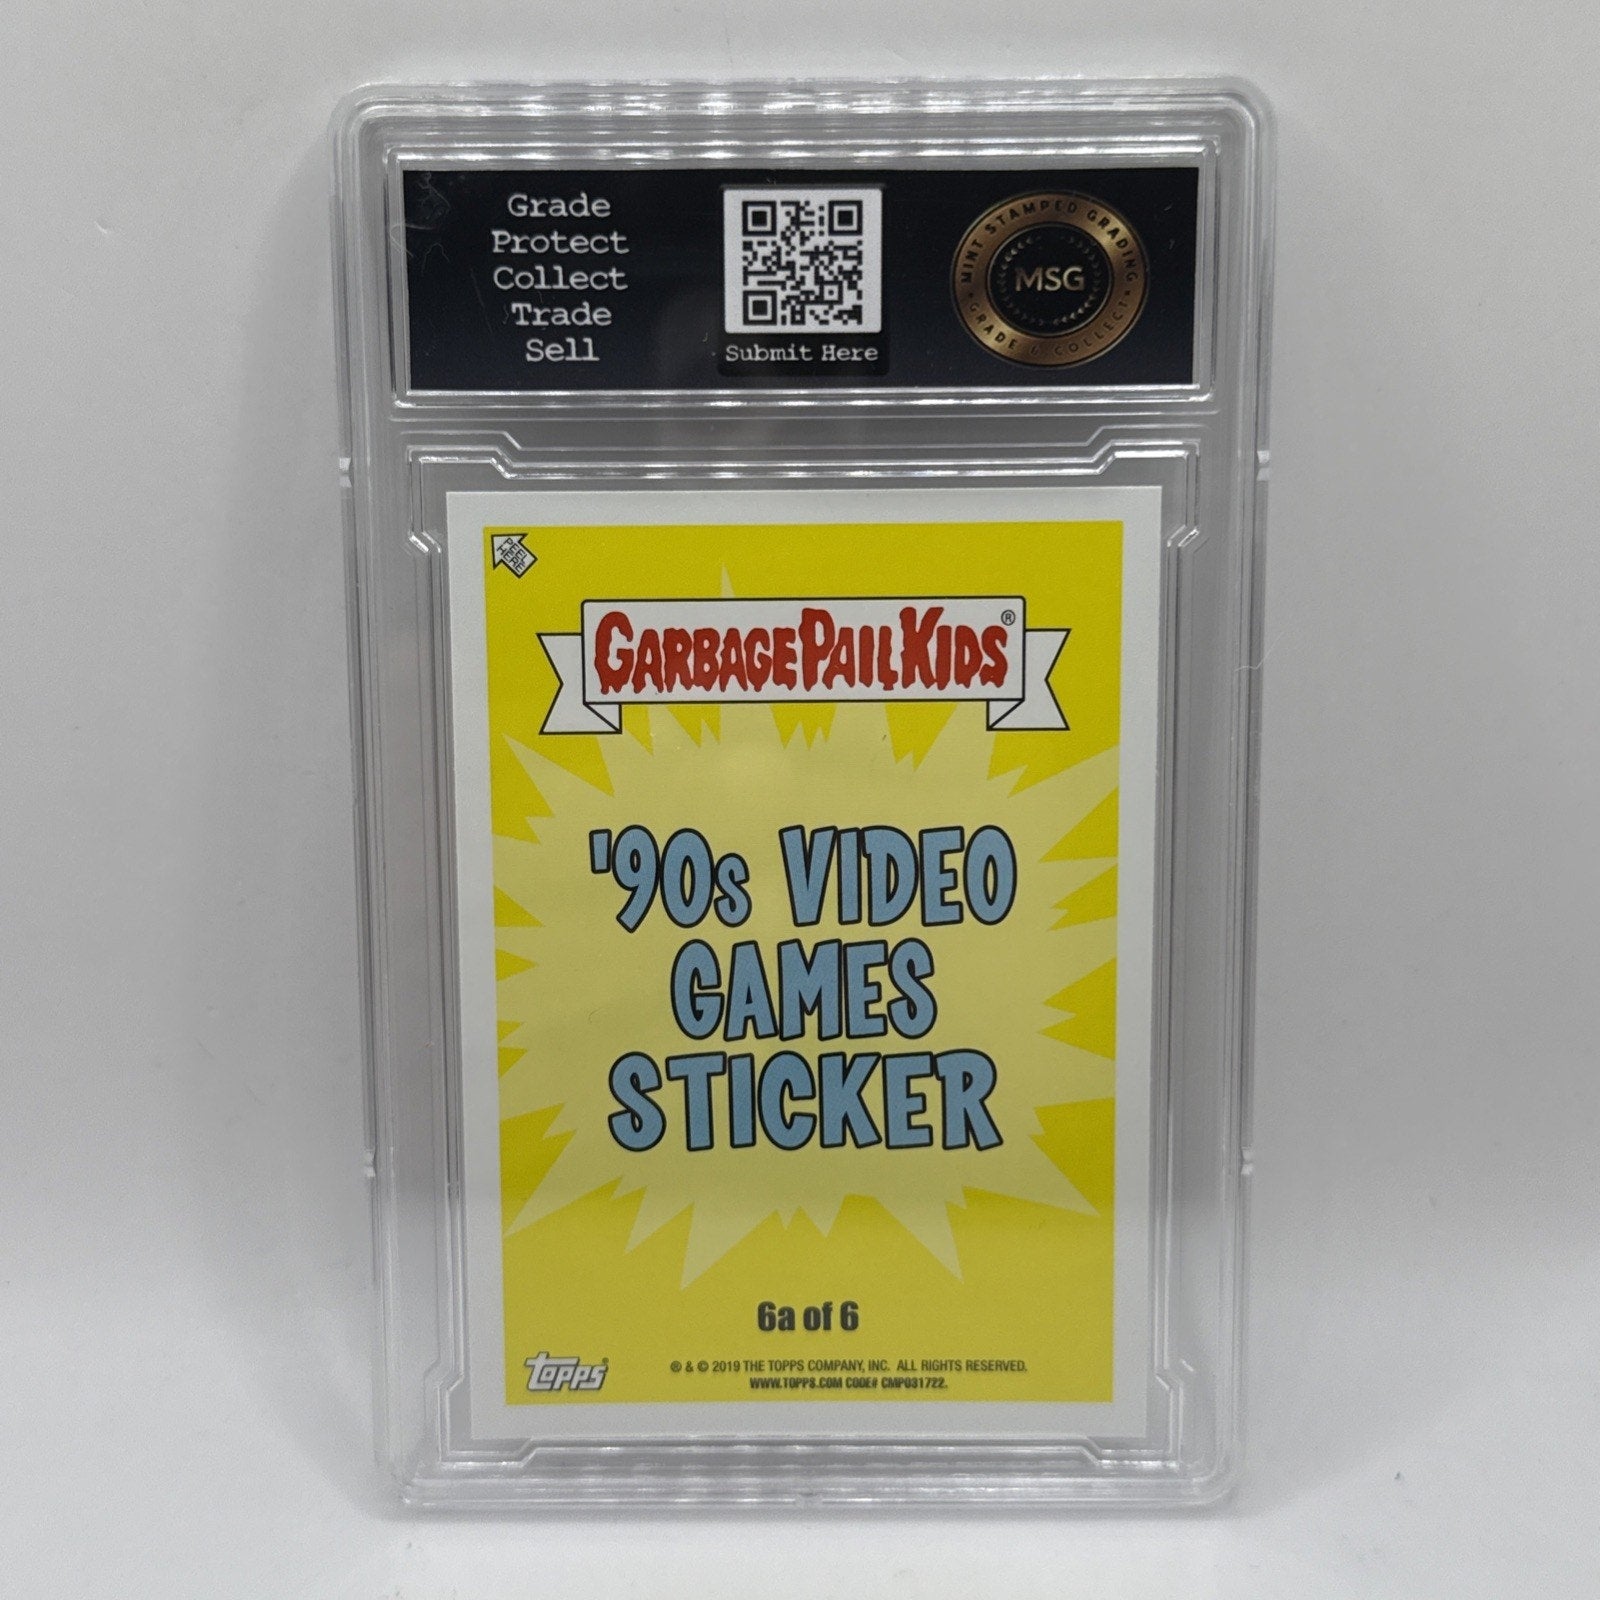 Grade
Protect
Collect
Trade
Sell
Submit Here
MINT STAMPED GRADING
MSG
GRADE & COLLECT
PEEL HERE
GARBAGE PAIL KIDS®
'90s VIDEO
GAMES
STICKER
6a of 6
topps®
® & © 2019 THE TOPPS COMPANY, INC. ALL RIGHTS RESERVED.
WWW.TOPPS.COM CODE# CMP031722.